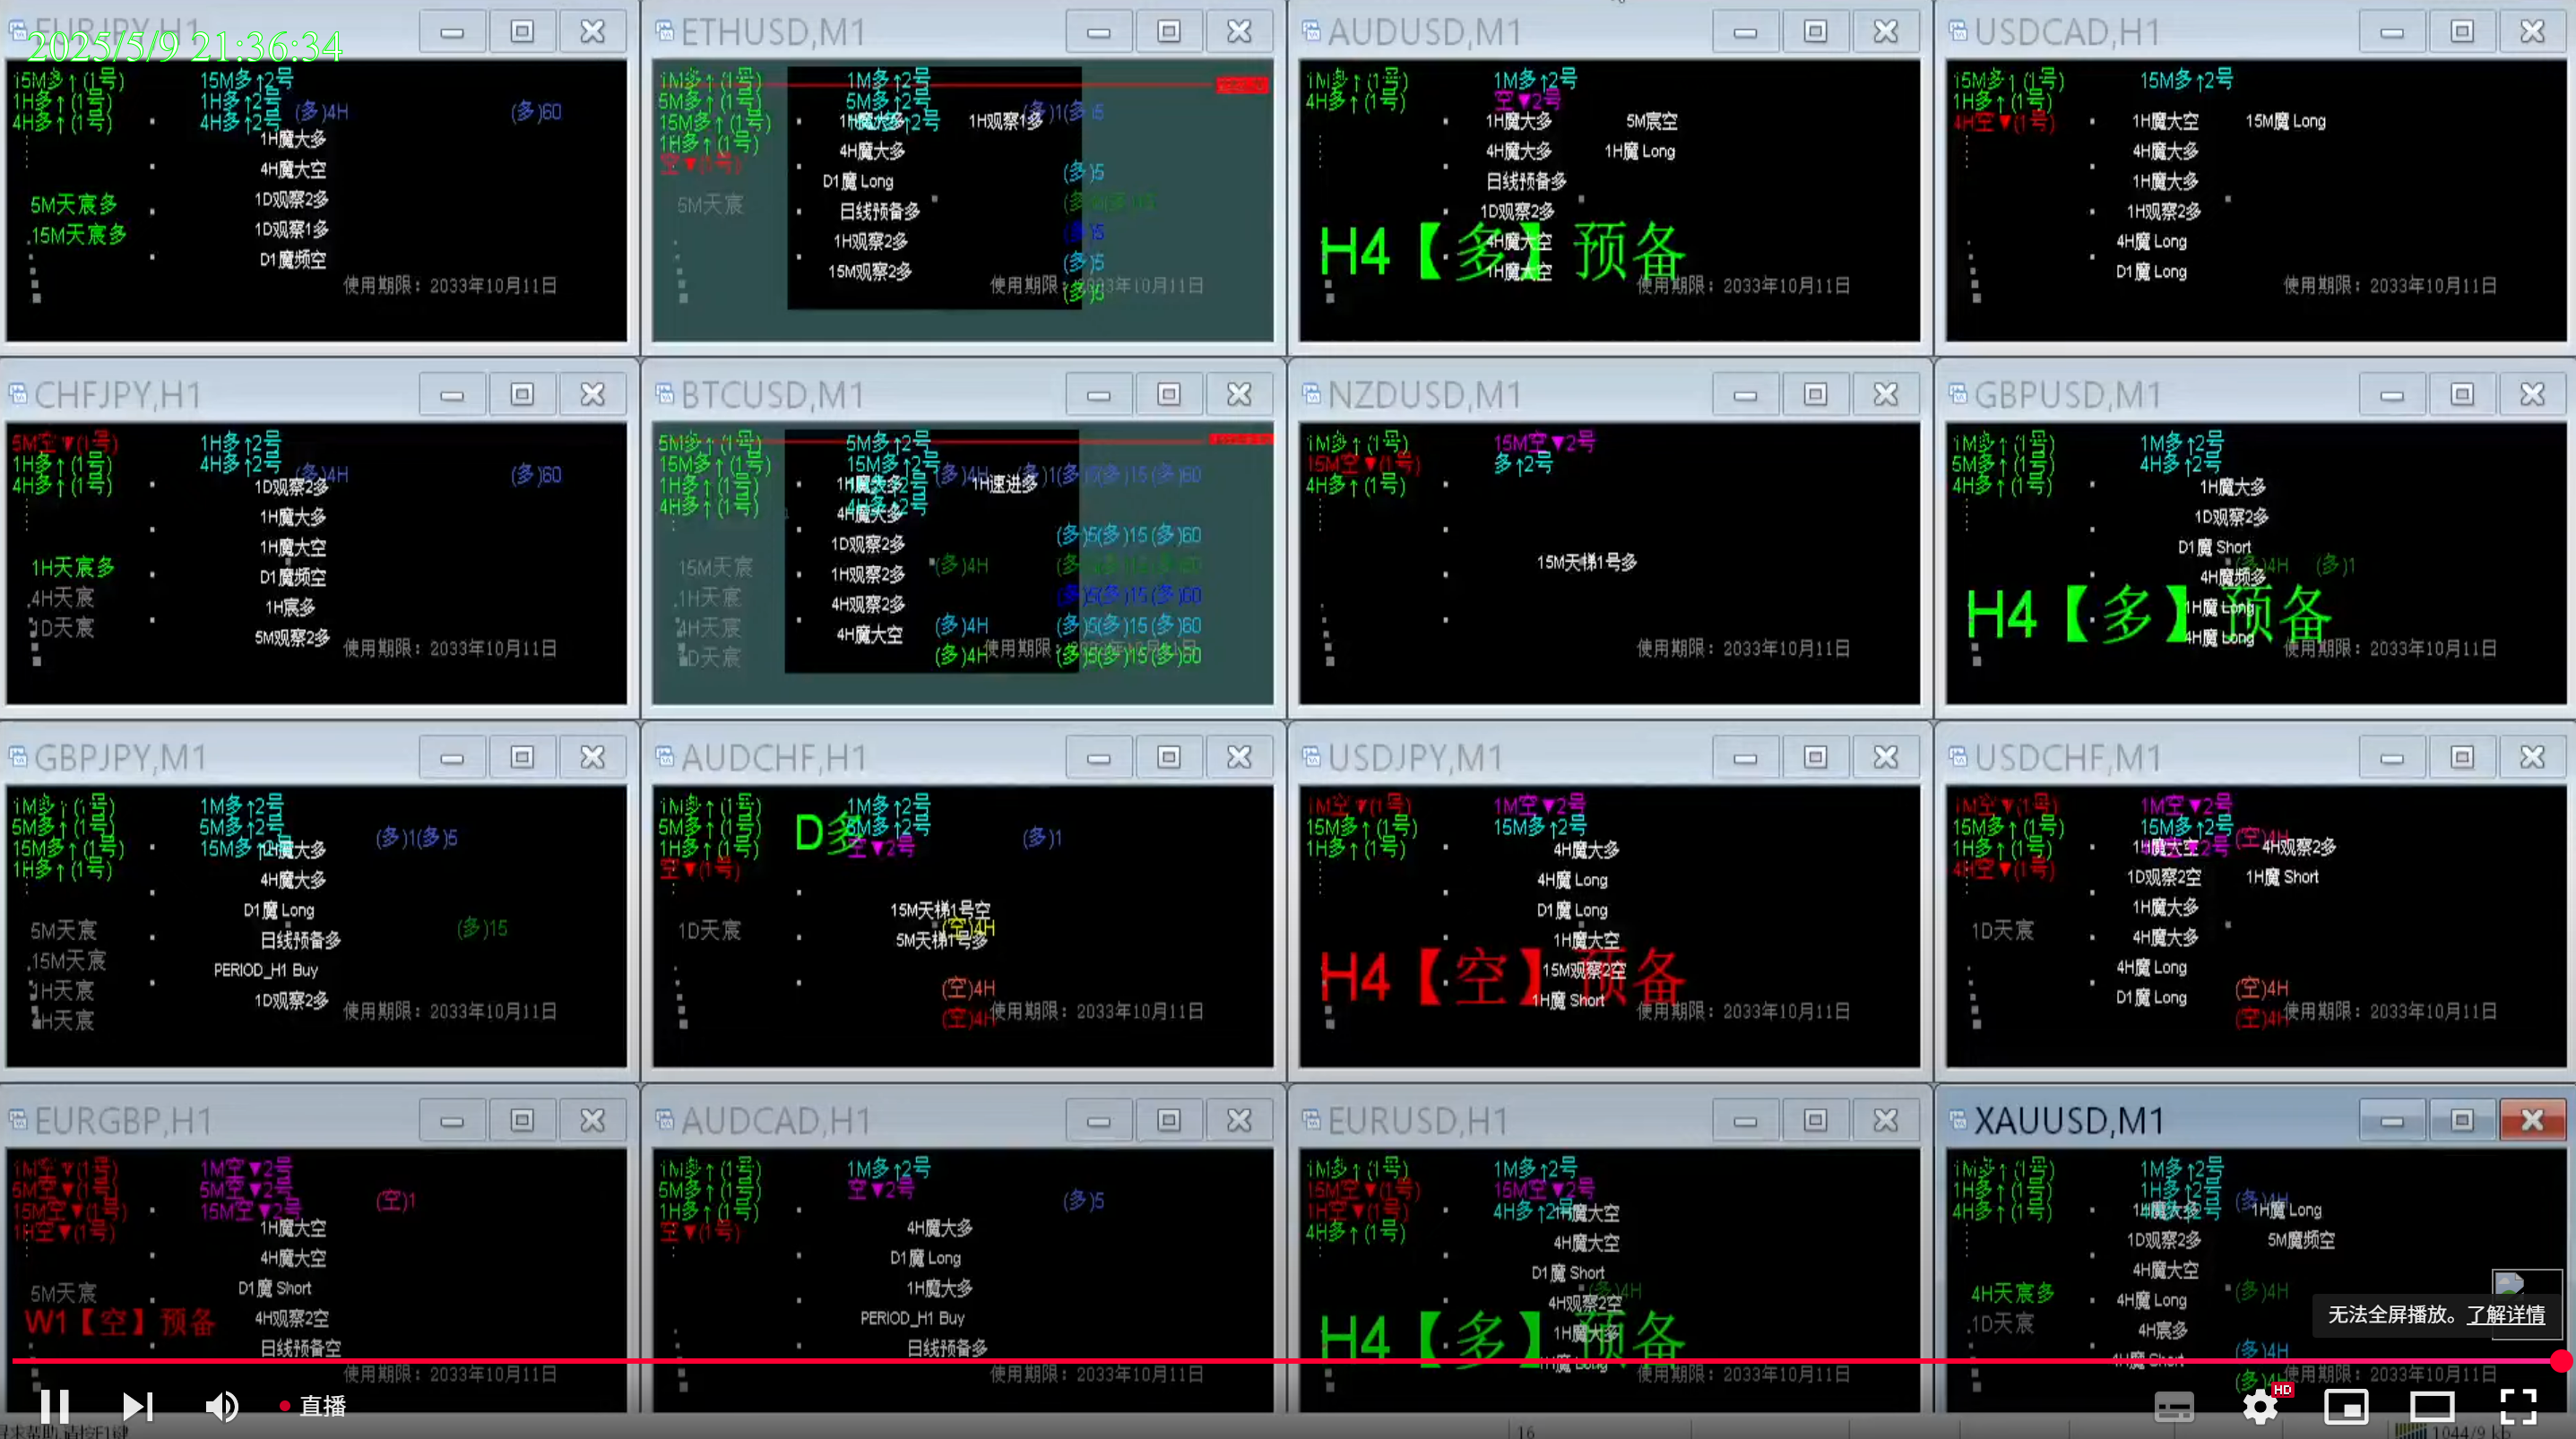 EURJPY,H1
2025/5/9 21:36:34
15M多↑(1号) 15M多↑2号
1H多↑(1号) 1H多↑2号 (多)4H (多)60
4H多↑(1号) 4H多↑2号
1H魔大多
4H魔大空
5M天宸多 1D观察2多
15M天宸多 1D观察1多
D1魔频空
使用期限：2033年10月11日
ETHUSD,M1
1M多↑(1号) 1M多↑2号
5M多↑(1号) 5M多↑2号
15M多↑(1号) 1H魔大多 1H观察1多
1H多↑(1号) 4H魔大多
空▼(1号) (多)5
D1魔 Long
5M天宸 日线预备多
1H观察2多 (多)5
15M观察2多 (多)5
(多)5
AUDUSD,M1
1M多↑(1号) 1M多↑2号
4H多↑(1号) 空▼2号
1H魔大多 5M宸空
4H魔大多 1H魔 Long
日线预备多
1D观察2多
H4【多】预备
4H魔大空
1H魔大空
使用期限：2033年10月11日
USDCAD,H1
15M多↑(1号) 15M多↑2号
1H多↑(1号)
4H空▼(1号) 1H魔大空 15M魔 Long
4H魔大多
1H魔大多
1H观察2多
4H魔 Long
D1魔 Long
使用期限：2033年10月11日
CHFJPY,H1
5M空▼(1号) 1H多↑2号
1H多↑(1号) 4H多↑2号 (多)4H (多)60
4H多↑(1号) 1D观察2多
1H魔大多
1H魔大空
1H天宸多 D1魔频空
4H天宸 1H宸多
1D天宸 5M观察2多
使用期限：2033年10月11日
BTCUSD,M1
5M多↑(1号) 5M多↑2号
15M多↑(1号) 15M多↑2号 (多)4H
1H多↑(1号) 1H魔大多 1H速进多
4H多↑(1号) 4H多↑2号
4H魔大多
1D观察2多 (多)5(多)15(多)60
15M天宸 1H观察2多 (多)4H
1H天宸 4H观察2多 (多)5(多)15(多)60
4H天宸 4H魔大空 (多)4H (多)5(多)15(多)60
D天宸 (多)4H (多)5(多)15(多)60
NZDUSD,M1
1M多↑(1号) 15M空▼2号
15M空▼(1号) 多↑2号
4H多↑(1号)
15M天梯1号多
使用期限：2033年10月11日
GBPUSD,M1
1M多↑(1号) 1M多↑2号
5M多↑(1号) 4H多↑2号
4H多↑(1号) 1H魔大多
1D观察2多
D1魔 Short
(多)4H (多)1
4H魔频多
H4【多】预备
1H魔 Long
4H魔 Long
使用期限：2033年10月11日
GBPJPY,M1
1M多↑(1号) 1M多↑2号
5M多↑(1号) 5M多↑2号 (多)1(多)5
15M多↑(1号) 15M多↑2号 1H魔大多
1H多↑(1号) 4H魔大多
D1魔 Long
5M天宸 日线预备多 (多)15
15M天宸 PERIOD_H1 Buy
1H天宸 1D观察2多
4H天宸
使用期限：2033年10月11日
AUDCHF,H1
1M多↑(1号) 1M多↑2号
5M多↑(1号) D多 5M多↑2号 (多)1
1H多↑(1号) 空▼2号
空▼(1号)
15M天梯1号空
1D天宸 (空)4H
5M天梯1号多
(空)4H
(空)4H
使用期限：2033年10月11日
USDJPY,M1
1M空▼(1号) 1M空▼2号
15M多↑(1号) 15M多↑2号
1H多↑(1号) 4H魔大多
4H魔 Long
D1魔 Long
1H魔大空
H4【空】预备
15M观察2空
1H魔 Short
使用期限：2033年10月11日
USDCHF,M1
1M空▼(1号) 1M空▼2号
15M多↑(1号) 15M多↑2号 (空)4H
1H多↑(1号) 1H魔大空 4H观察2多
4H空▼(1号) 1D观察2空 1H魔 Short
1H魔大多
1D天宸 4H魔大多
4H魔 Long
D1魔 Long (空)4H
(空)4H
使用期限：2033年10月11日
EURGBP,H1
1M空▼(1号) 1M空▼2号
5M空▼(1号) 5M空▼2号 (空)1
15M空▼(1号) 15M空▼2号
1H空▼(1号) 1H魔大空
4H魔大空
5M天宸 D1魔 Short
W1【空】预备 4H观察2空
日线预备空
使用期限：2033年10月11日
AUDCAD,H1
1M多↑(1号) 1M多↑2号
5M多↑(1号) 空▼2号 (多)5
1H多↑(1号)
空▼(1号) 4H魔大多
D1魔 Long
1H魔大多
PERIOD_H1 Buy
日线预备多
使用期限：2033年10月11日
EURUSD,H1
1M多↑(1号) 1M多↑2号
15M空▼(1号) 15M空▼2号
1H空▼(1号) 4H多↑2号 1H魔大空
4H多↑(1号) 4H魔大空
D1魔 Short
(多)4H
4H观察2空
H4【多】预备
1H魔大多
使用期限：2033年10月11日
XAUUSD,M1
1M多↑(1号) 1M多↑2号
1H多↑(1号) 1H多↑2号 (多)4H
4H多↑(1号) 1H魔大多 1H魔 Long
1D观察2多 5M魔频空
4H魔大空
4H天宸多 4H魔 Long (多)4H
1D天宸 4H宸多
(多)4H
(多)4H
使用期限：2033年10月11日
无法全屏播放。了解详情
直播
HD
16